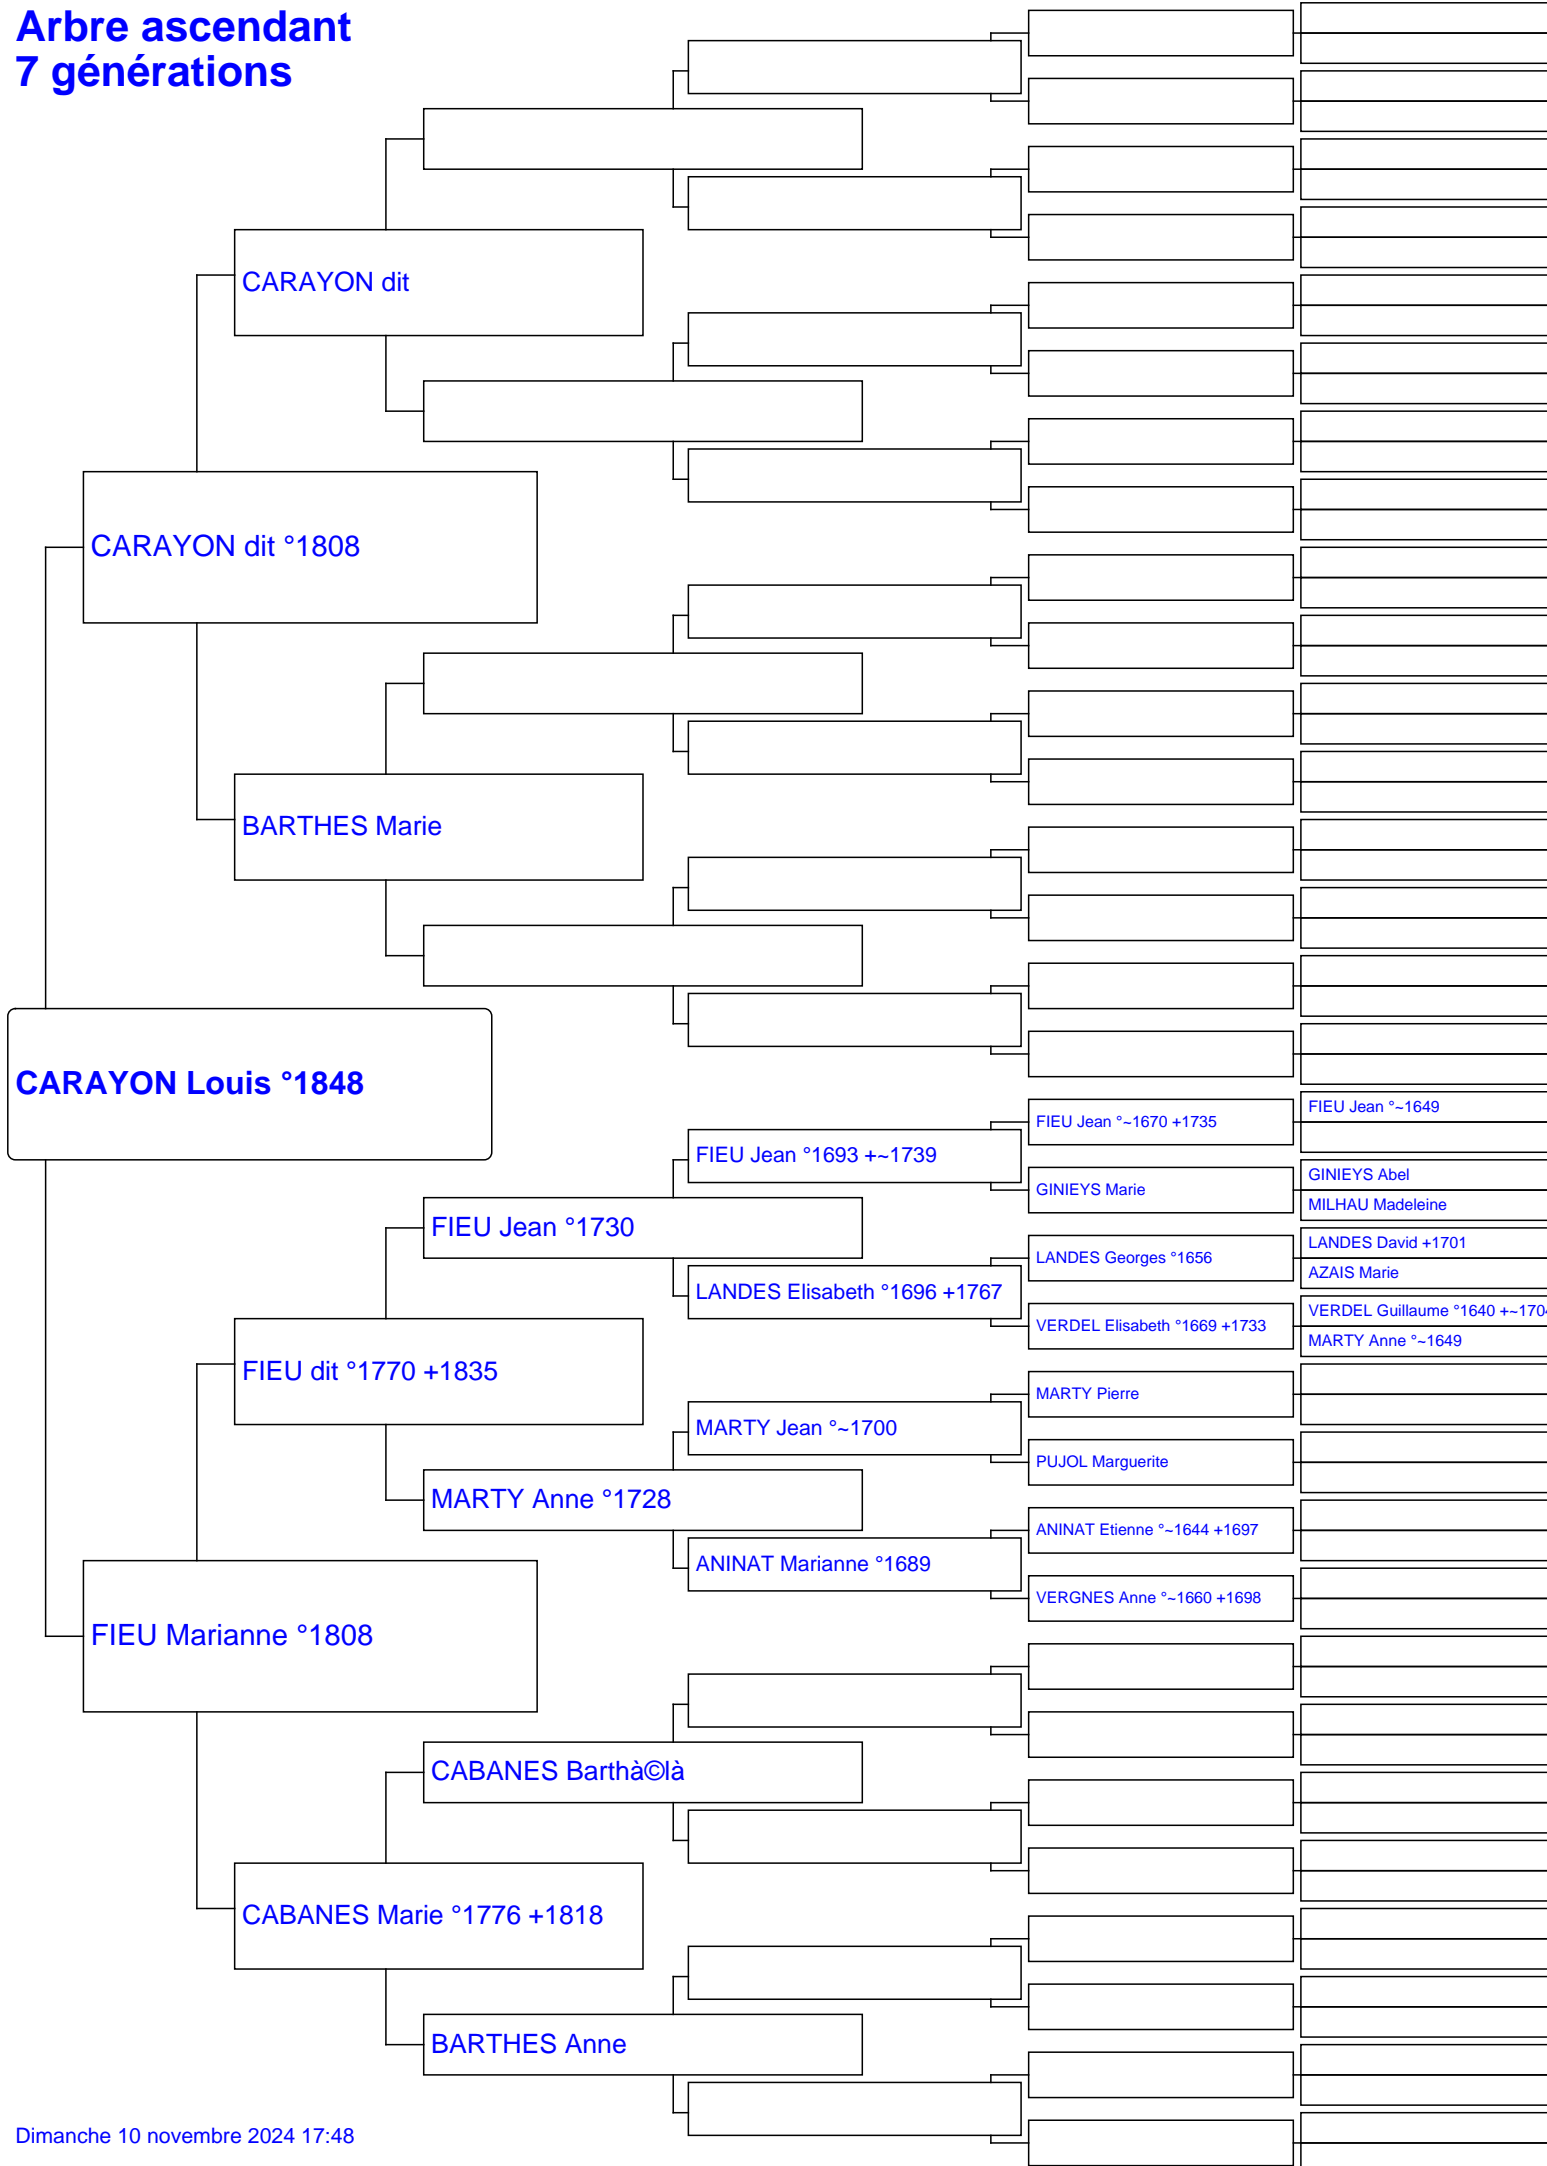 Arbre ascendant
7 générations
CARAYON dit
CARAYON dit °1808
BARTHES Marie
CARAYON Louis °1848
FIEU Jean °~1670 +1735
FIEU Jean °~1649
FIEU Jean °1693 +~1739
GINIEYS Marie
GINIEYS Abel
MILHAU Madeleine
FIEU Jean °1730
LANDES Georges °1656
LANDES David +1701
AZAIS Marie
LANDES Elisabeth °1696 +1767
VERDEL Elisabeth °1669 +1733
VERDEL Guillaume °1640 +~1704
MARTY Anne °~1649
FIEU dit °1770 +1835
MARTY Pierre
MARTY Jean °~1700
PUJOL Marguerite
MARTY Anne °1728
ANINAT Etienne °~1644 +1697
ANINAT Marianne °1689
VERGNES Anne °~1660 +1698
FIEU Marianne °1808
CABANES Barthà©là
CABANES Marie °1776 +1818
BARTHES Anne
Dimanche 10 novembre 2024 17:48